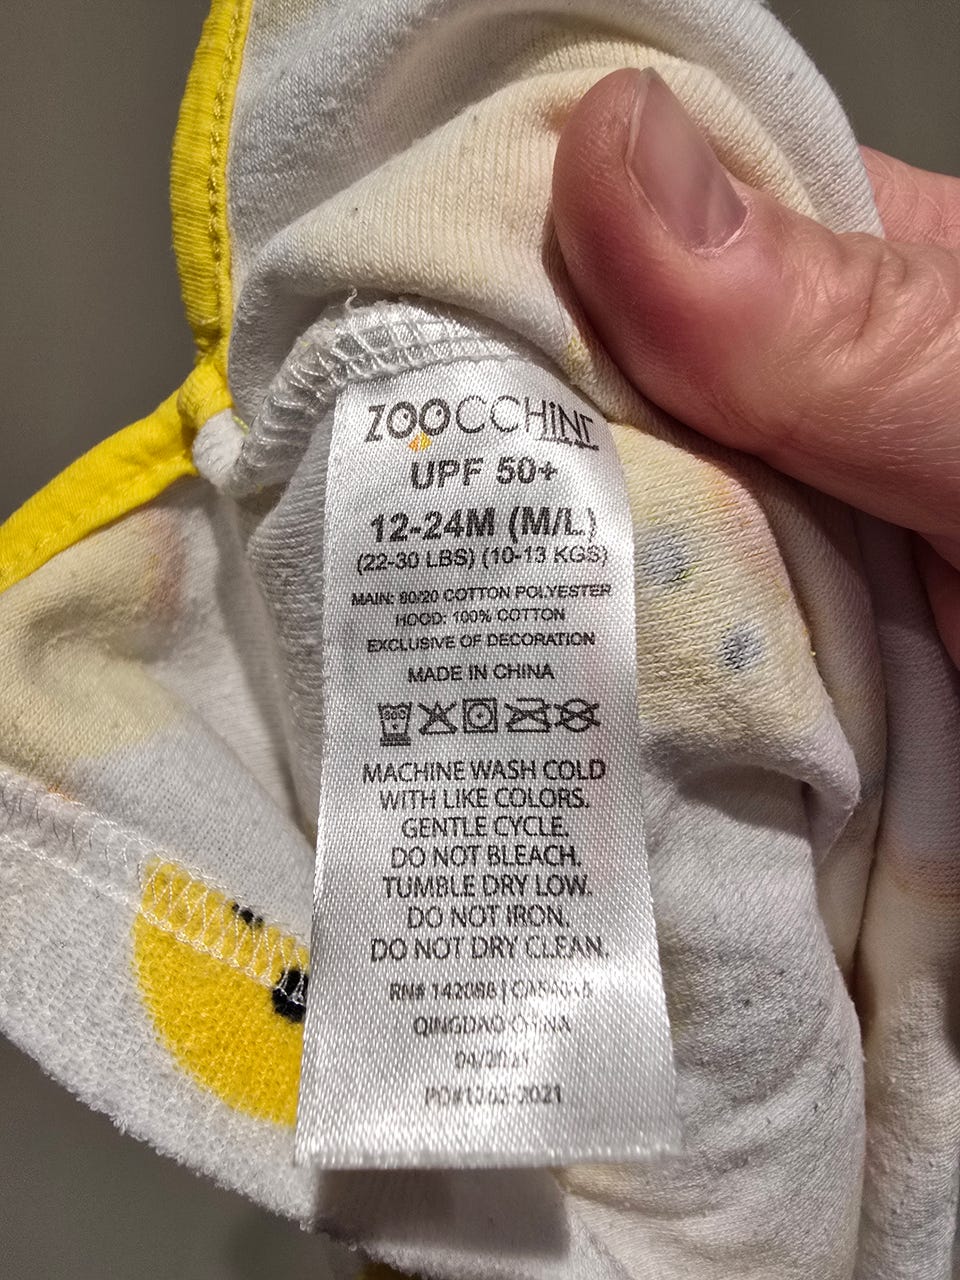 ZOOCCHINI
UPF 50+
12-24M (M/L)
(22-30 LBS) (10-13 KGS)
MAIN: 80/20 COTTON POLYESTER
HOOD: 100% COTTON
EXCLUSIVE OF DECORATION
MADE IN CHINA
MACHINE WASH COLD
WITH LIKE COLORS.
GENTLE CYCLE.
DO NOT BLEACH.
TUMBLE DRY LOW.
DO NOT IRON.
DO NOT DRY CLEAN.
RN# 142088 |
QINGDAO CHINA